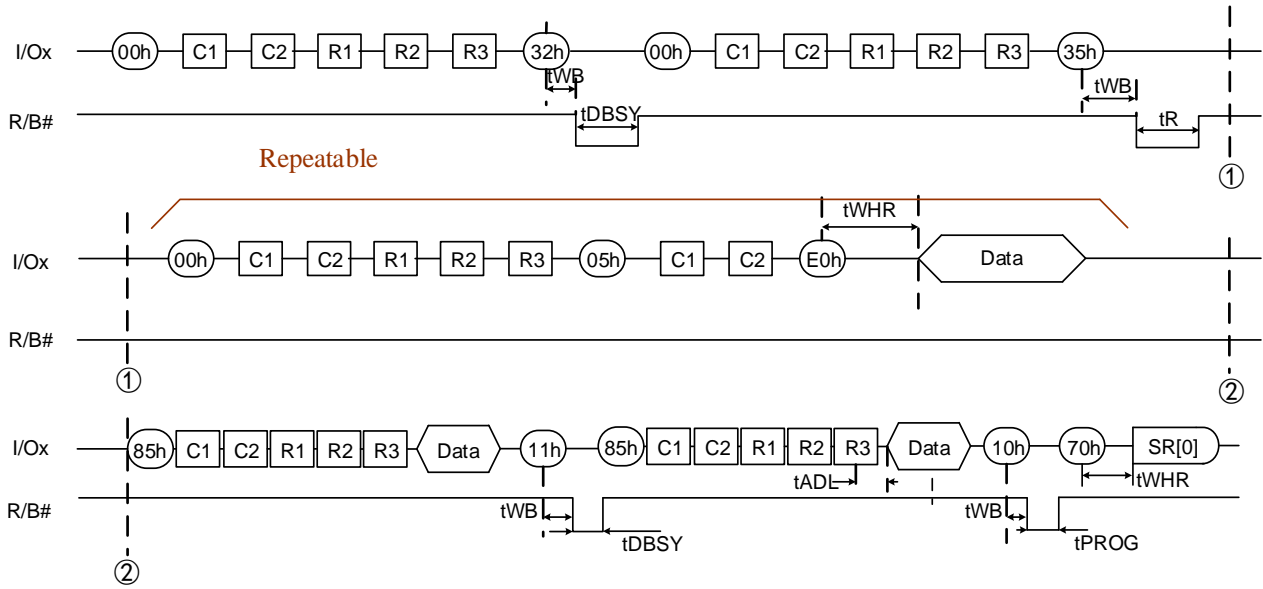 I/Ox 00h C1 C2 R1 R2 R3 32h 00h C1 C2 R1 R2 R3 35h
tWB tWB
R/B# tDBSY tR
Repeatable ①
tWHR
I/Ox 00h C1 C2 R1 R2 R3 05h C1 C2 E0h Data
R/B#
① ②
I/Ox 85h C1 C2 R1 R2 R3 Data 11h 85h C1 C2 R1 R2 R3 Data 10h 70h SR[0]
tADL tWHR
R/B# tWB tWB
tDBSY tPROG
②